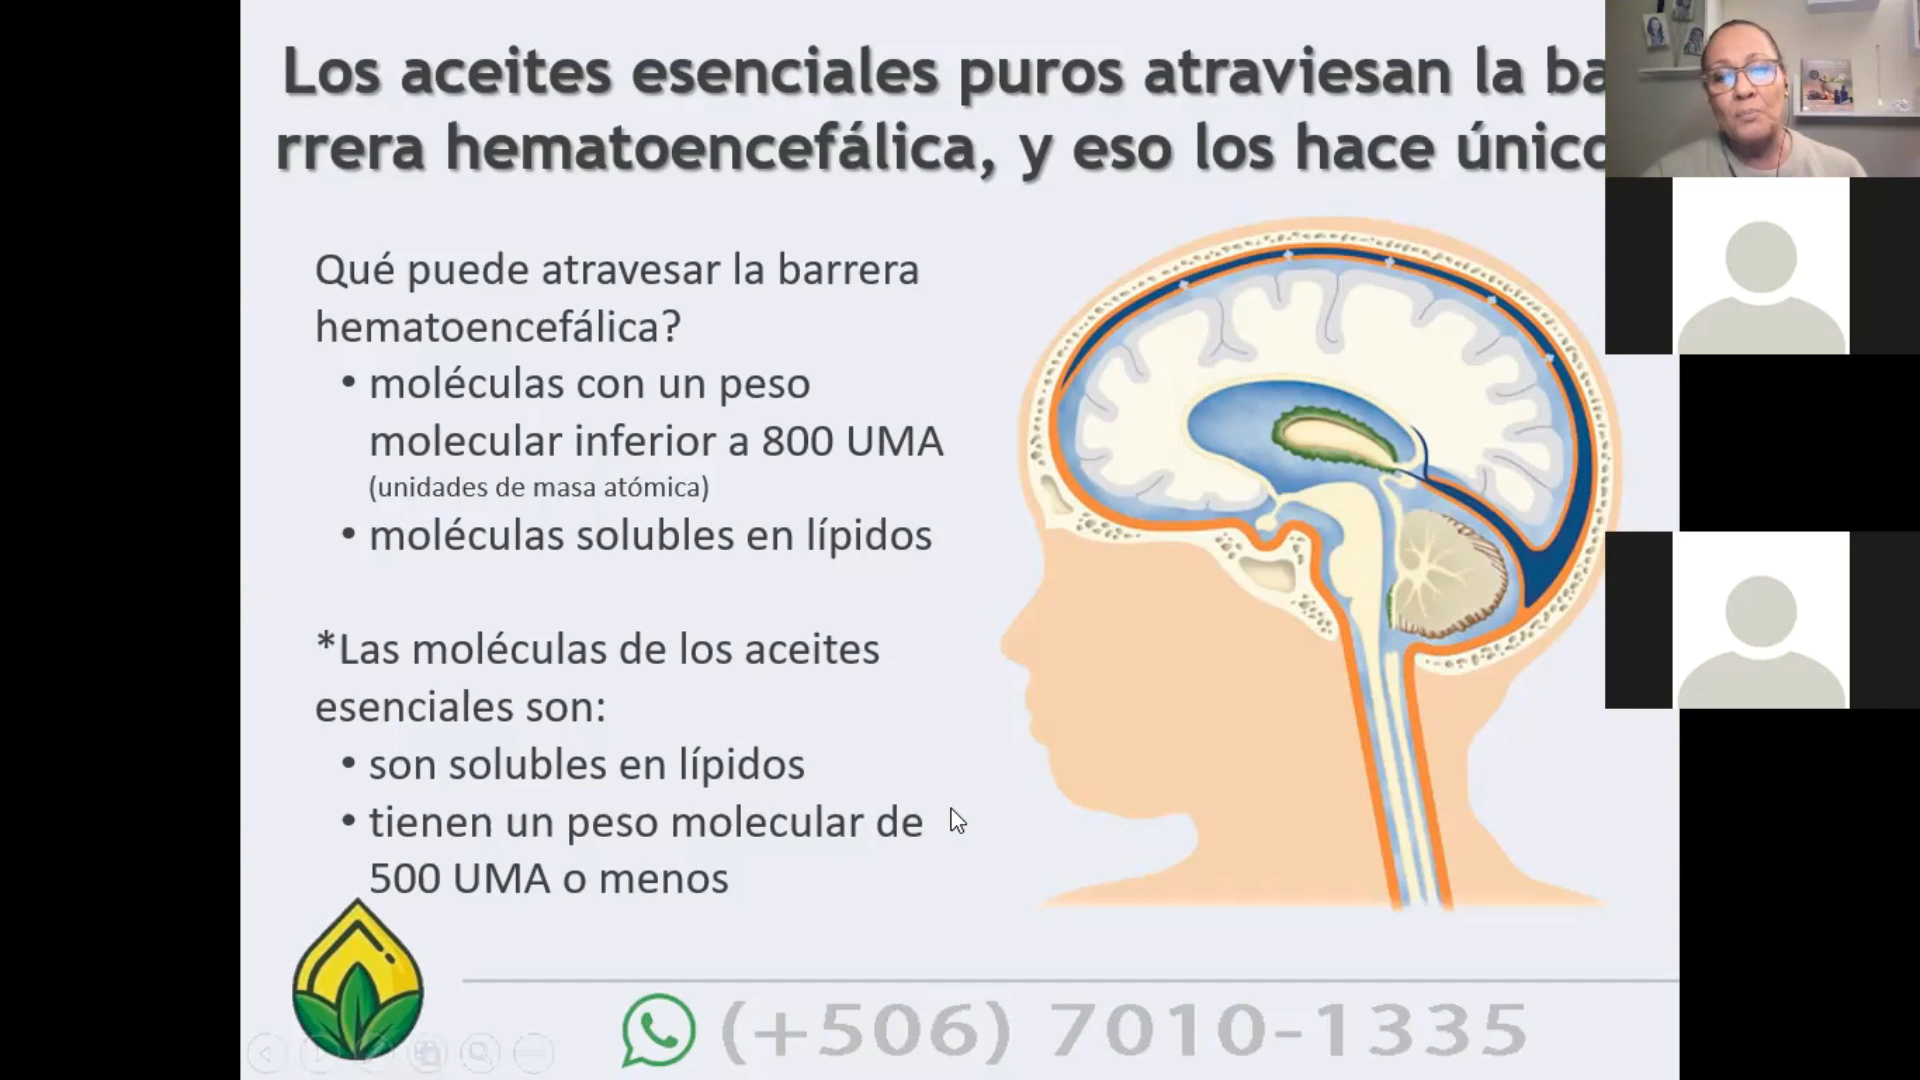 Los aceites esenciales puros atraviesan la ba
rrera hematoencefálica, y eso los hace único
Qué puede atravesar la barrera
hematoencefálica?
• moléculas con un peso
molecular inferior a 800 UMA
(unidades de masa atómica)
• moléculas solubles en lípidos
*Las moléculas de los aceites
esenciales son:
• son solubles en lípidos
• tienen un peso molecular de
500 UMA o menos
(+506) 7010-1335